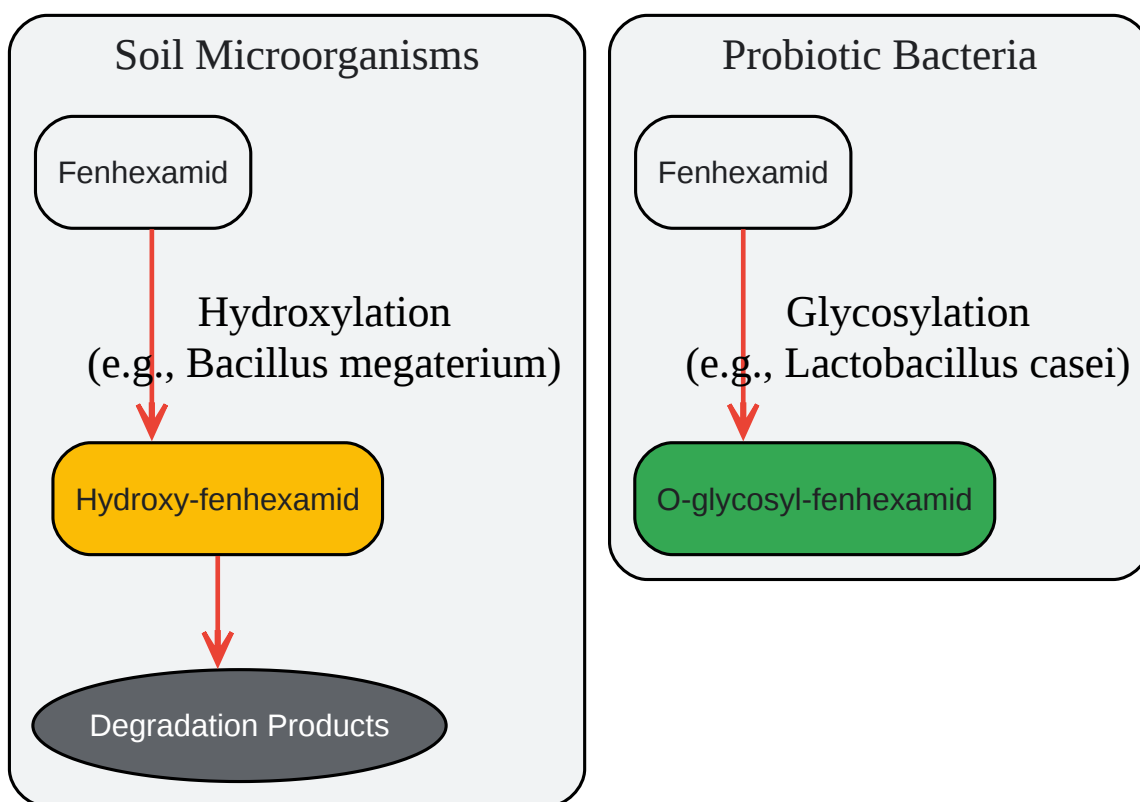 Soil Microorganisms
Fenhexamid
Hydroxylation
(e.g., Bacillus megaterium)
Hydroxy-fenhexamid
Degradation Products
Probiotic Bacteria
Fenhexamid
Glycosylation
(e.g., Lactobacillus casei)
O-glycosyl-fenhexamid